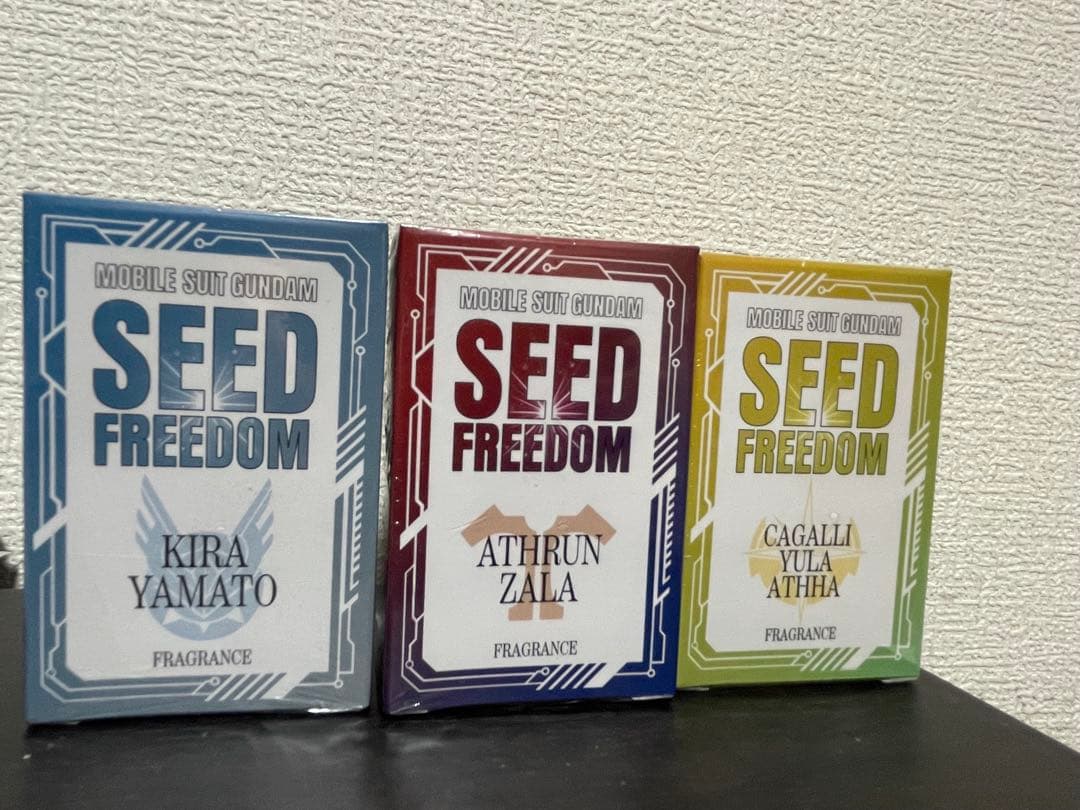 MOBILE SUIT GUNDAM
SEED
FREEDOM
KIRA
YAMATO
FRAGRANCE
MOBILE SUIT GUNDAM
SEED
FREEDOM
ATHRUN
ZALA
FRAGRANCE
MOBILE SUIT GUNDAM
SEED
FREEDOM
CAGALLI
YULA
ATHHA
FRAGRANCE